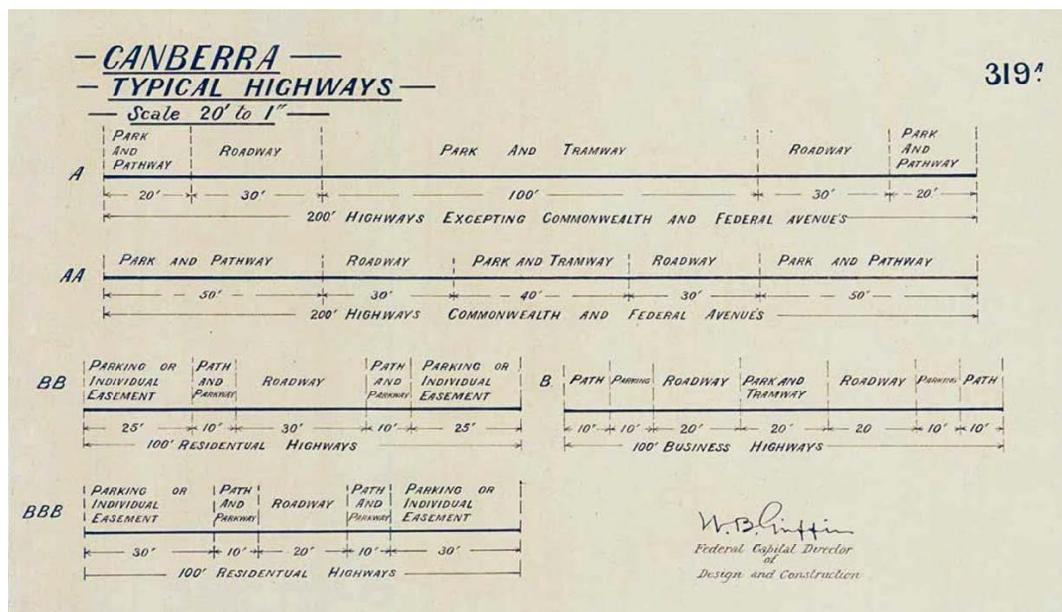 — CANBERRA —
— TYPICAL HIGHWAYS —
— Scale 20' to 1" —
319A.
A
PARK AND PATHWAY
ROADWAY
PARK AND TRAMWAY
ROADWAY
PARK AND PATHWAY
20' 30' 100' 30' 20'
200' HIGHWAYS EXCEPTING COMMONWEALTH AND FEDERAL AVENUE'S
AA
PARK AND PATHWAY ROADWAY PARK AND TRAMWAY ROADWAY PARK AND PATHWAY
50' 30' 40' 30' 50'
200' HIGHWAYS COMMONWEALTH AND FEDERAL AVENUE'S
BB
PARKING OR INDIVIDUAL EASEMENT
PATH AND PARKWAY
ROADWAY
PATH AND PARKWAY
PARKING OR INDIVIDUAL EASEMENT
25' 10' 30' 10' 25'
100' RESIDENTUAL HIGHWAYS
B.
PATH PARKING ROADWAY PARK AND TRAMWAY ROADWAY PARKING PATH
10' 10' 20' 20' 20 10' 10'
100' BUSINESS HIGHWAYS
BBB
PARKING OR INDIVIDUAL EASEMENT
PATH AND PARKWAY
ROADWAY
PATH AND PARKWAY
PARKING OR INDIVIDUAL EASEMENT
30' 10' 20' 10' 30'
100' RESIDENTUAL HIGHWAYS
W. B. Griffin
Federal Capital Director
of
Design and Construction